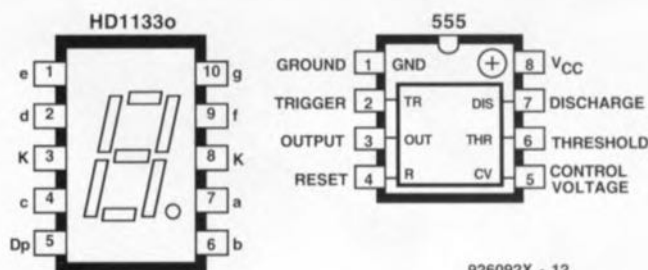 HD1133o
e 1
d 2
K 3
c 4
Dp 5
10 g
9 f
8 K
7 a
6 b
555
GROUND 1 GND
TRIGGER 2 TR
OUTPUT 3 OUT
RESET 4 R
8 VCC
DIS 7 DISCHARGE
THR 6 THRESHOLD
CV 5 CONTROL
VOLTAGE
926092X - 12